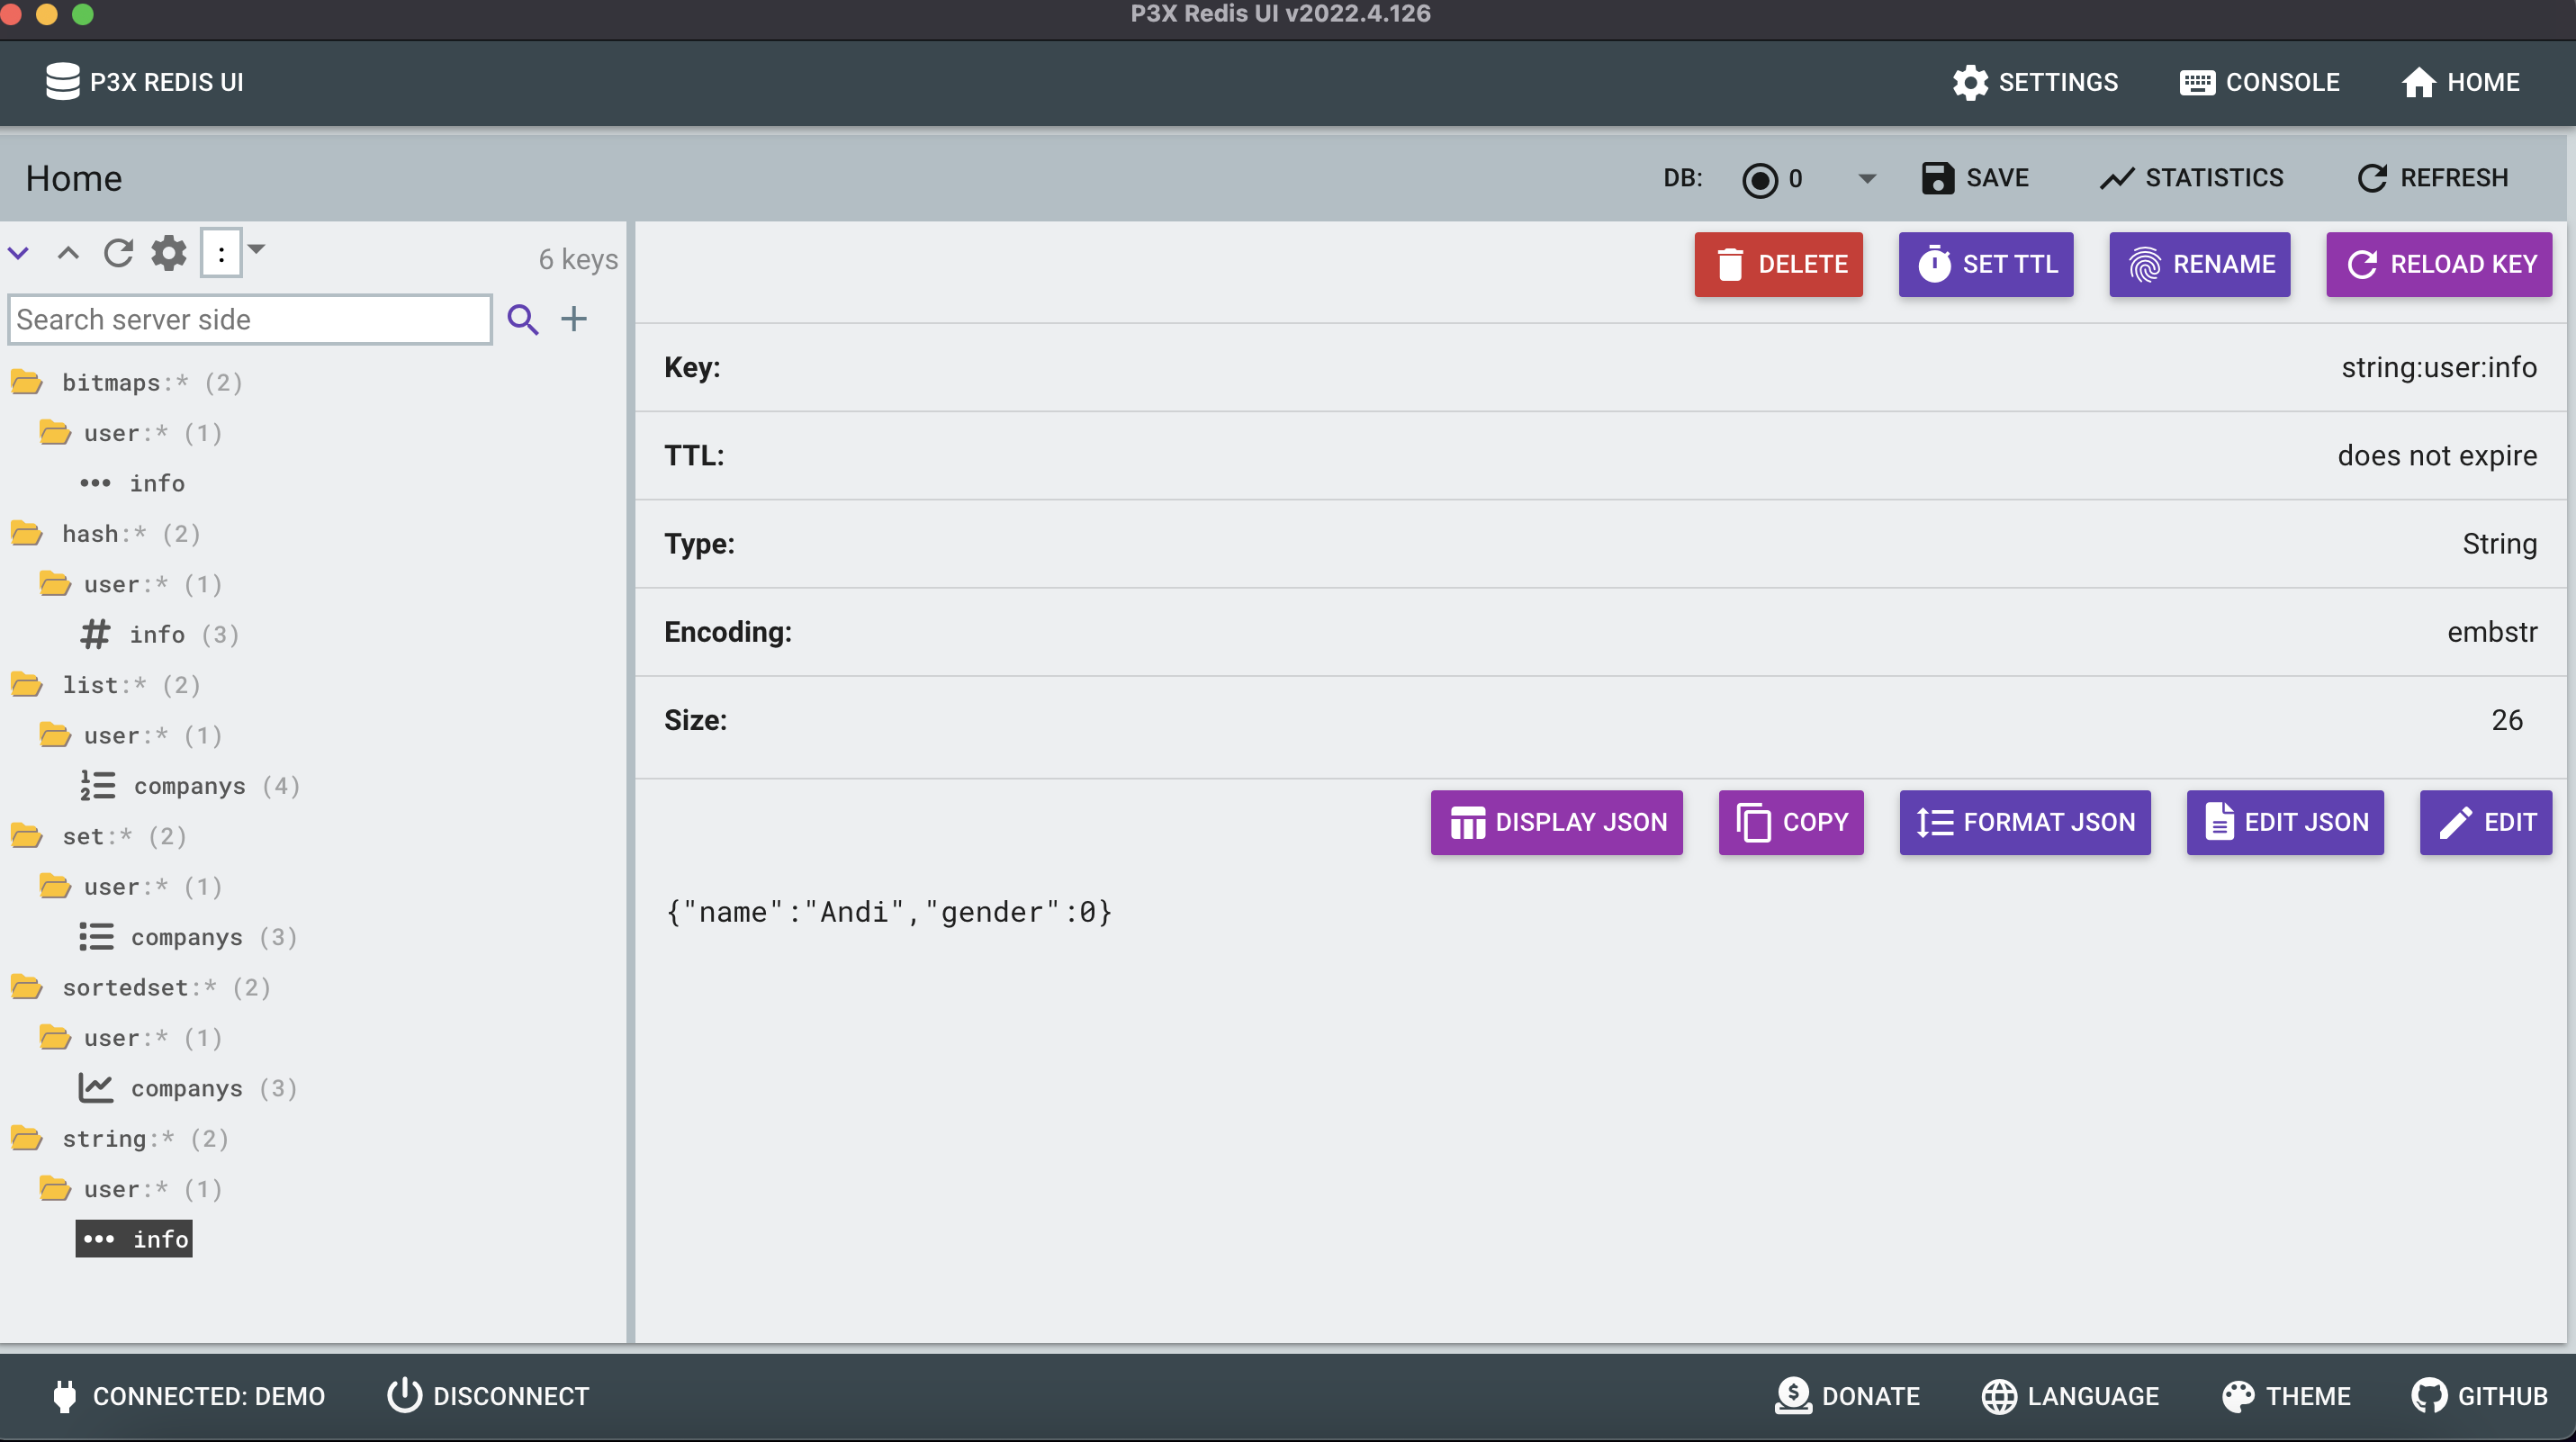 P3X Redis UI v2022.4.126
P3X REDIS UI
SETTINGS
CONSOLE
HOME
Home
DB:
0
SAVE
STATISTICS
REFRESH
:
6 keys
Search server side
bitmaps:* (2)
user:* (1)
info
hash:* (2)
user:* (1)
info (3)
list:* (2)
user:* (1)
companys (4)
set:* (2)
user:* (1)
companys (3)
sortedset:* (2)
user:* (1)
companys (3)
string:* (2)
user:* (1)
info
DELETE
SET TTL
RENAME
RELOAD KEY
Key: string:user:info
TTL: does not expire
Type: String
Encoding: embstr
Size: 26
DISPLAY JSON
COPY
FORMAT JSON
EDIT JSON
EDIT
{"name":"Andi","gender":0}
CONNECTED: DEMO
DISCONNECT
DONATE
LANGUAGE
THEME
GITHUB